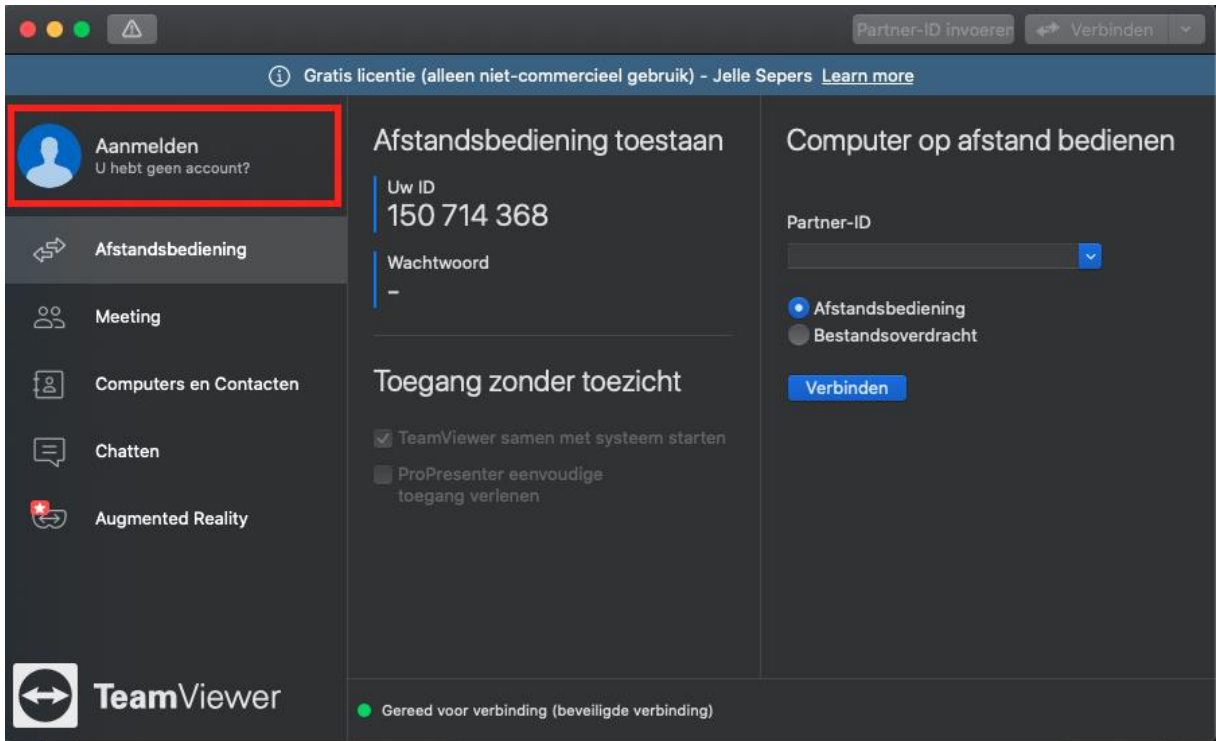 Partner-ID invoeren
Verbinden
Gratis licentie (alleen niet-commercieel gebruik) - Jelle Sepers Learn more
Aanmelden
U hebt geen account?
Afstandsbediening
Meeting
Computers en Contacten
Chatten
Augmented Reality
TeamViewer
Afstandsbediening toestaan
Uw ID
150 714 368
Wachtwoord
–
Toegang zonder toezicht
TeamViewer samen met systeem starten
ProPresenter eenvoudige
toegang verlenen
Computer op afstand bedienen
Partner-ID
Afstandsbediening
Bestandsoverdracht
Verbinden
Gereed voor verbinding (beveiligde verbinding)